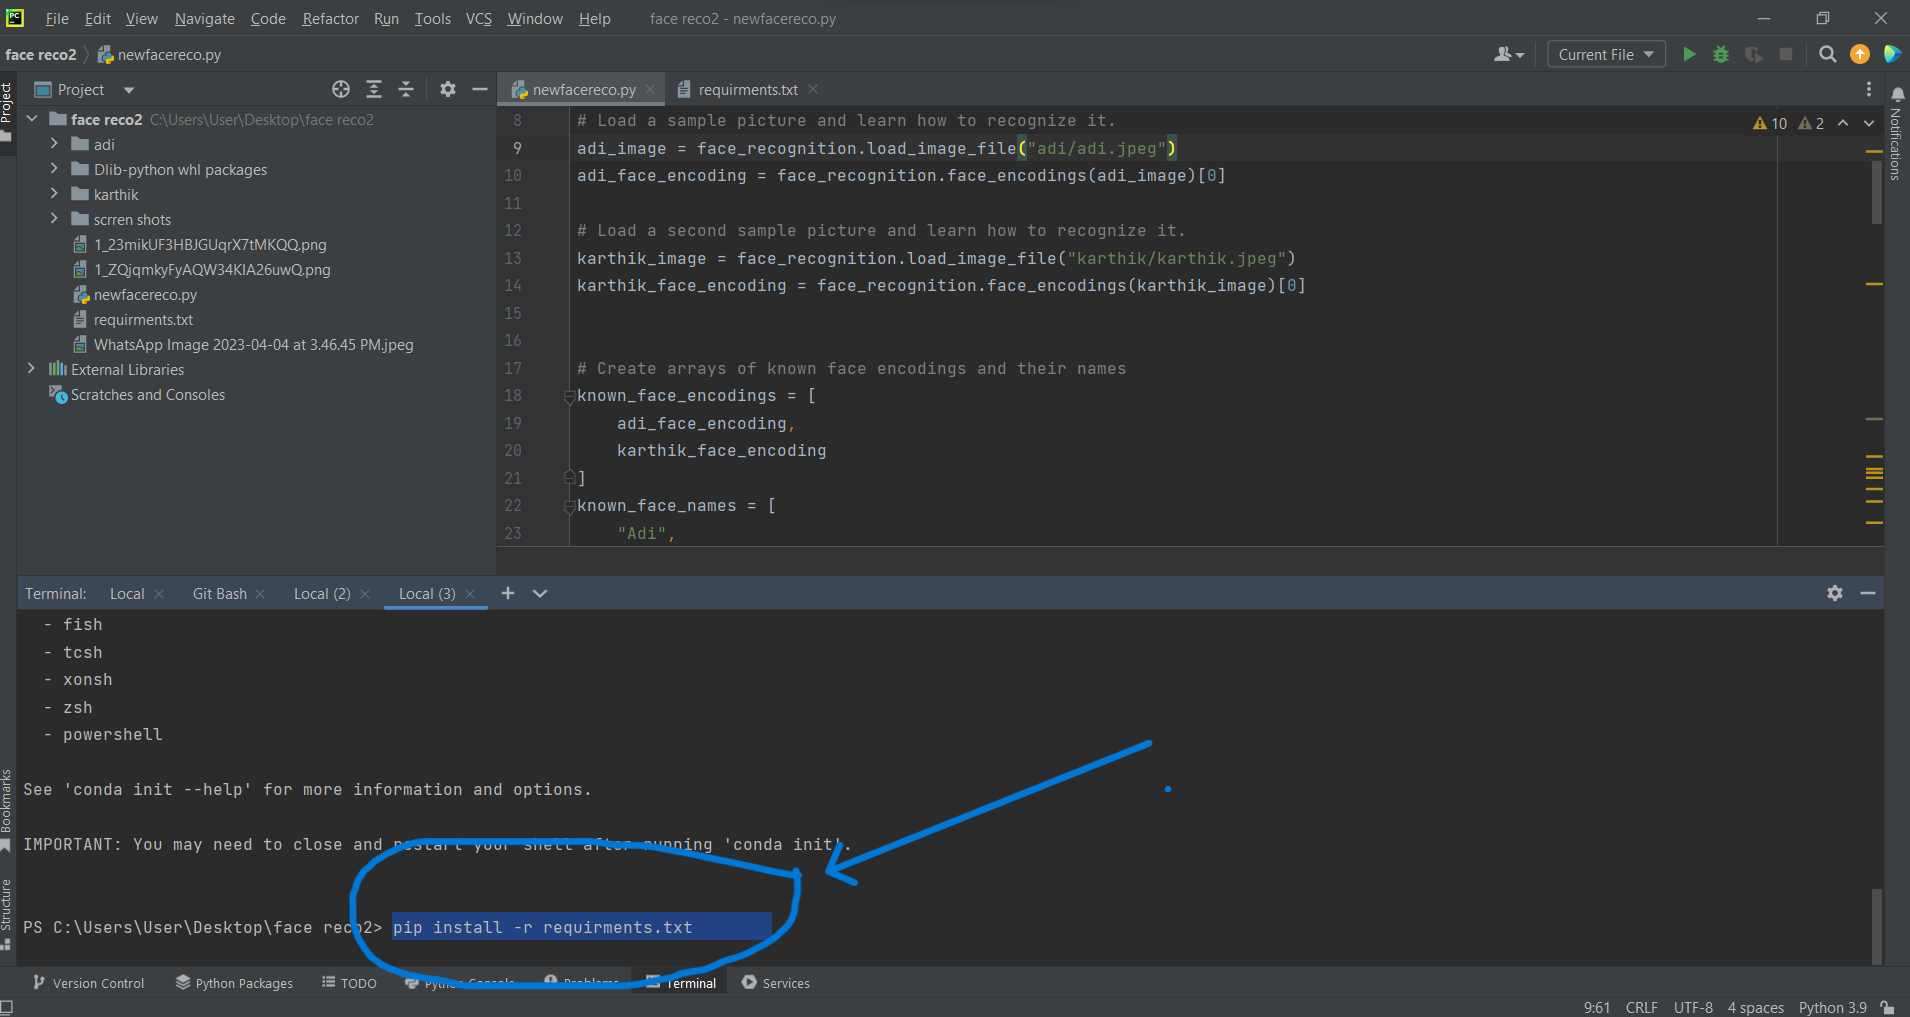 File Edit View Navigate Code Refactor Run Tools VCS Window Help face reco2 - newfacereco.py
face reco2 newfacereco.py Current File
Project
Project
face reco2 C:\Users\User\Desktop\face reco2
adi
Dlib-python whl packages
karthik
scrren shots
1_23mikUF3HBJGUqrX7tMKQQ.png
1_ZQjqmkyFyAQW34KIA26uwQ.png
newfacereco.py
requirments.txt
WhatsApp Image 2023-04-04 at 3.46.45 PM.jpeg
External Libraries
Scratches and Consoles
newfacereco.py requirments.txt
10 2
Notifications
8 # Load a sample picture and learn how to recognize it.
9 adi_image = face_recognition.load_image_file("adi/adi.jpeg")
10 adi_face_encoding = face_recognition.face_encodings(adi_image)[0]
11
12 # Load a second sample picture and learn how to recognize it.
13 karthik_image = face_recognition.load_image_file("karthik/karthik.jpeg")
14 karthik_face_encoding = face_recognition.face_encodings(karthik_image)[0]
15
16
17 # Create arrays of known face encodings and their names
18 known_face_encodings = [
19 adi_face_encoding,
20 karthik_face_encoding
21 ]
22 known_face_names = [
23 "Adi",
Terminal: Local Git Bash Local (2) Local (3)
- fish
- tcsh
- xonsh
- zsh
- powershell
See 'conda init --help' for more information and options.
IMPORTANT: You may need to close and restart your shell after running 'conda init'.
PS C:\Users\User\Desktop\face reco2> pip install -r requirments.txt
Bookmarks
Structure
Version Control Python Packages TODO Python Console Problems Terminal Services
9:61 CRLF UTF-8 4 spaces Python 3.9